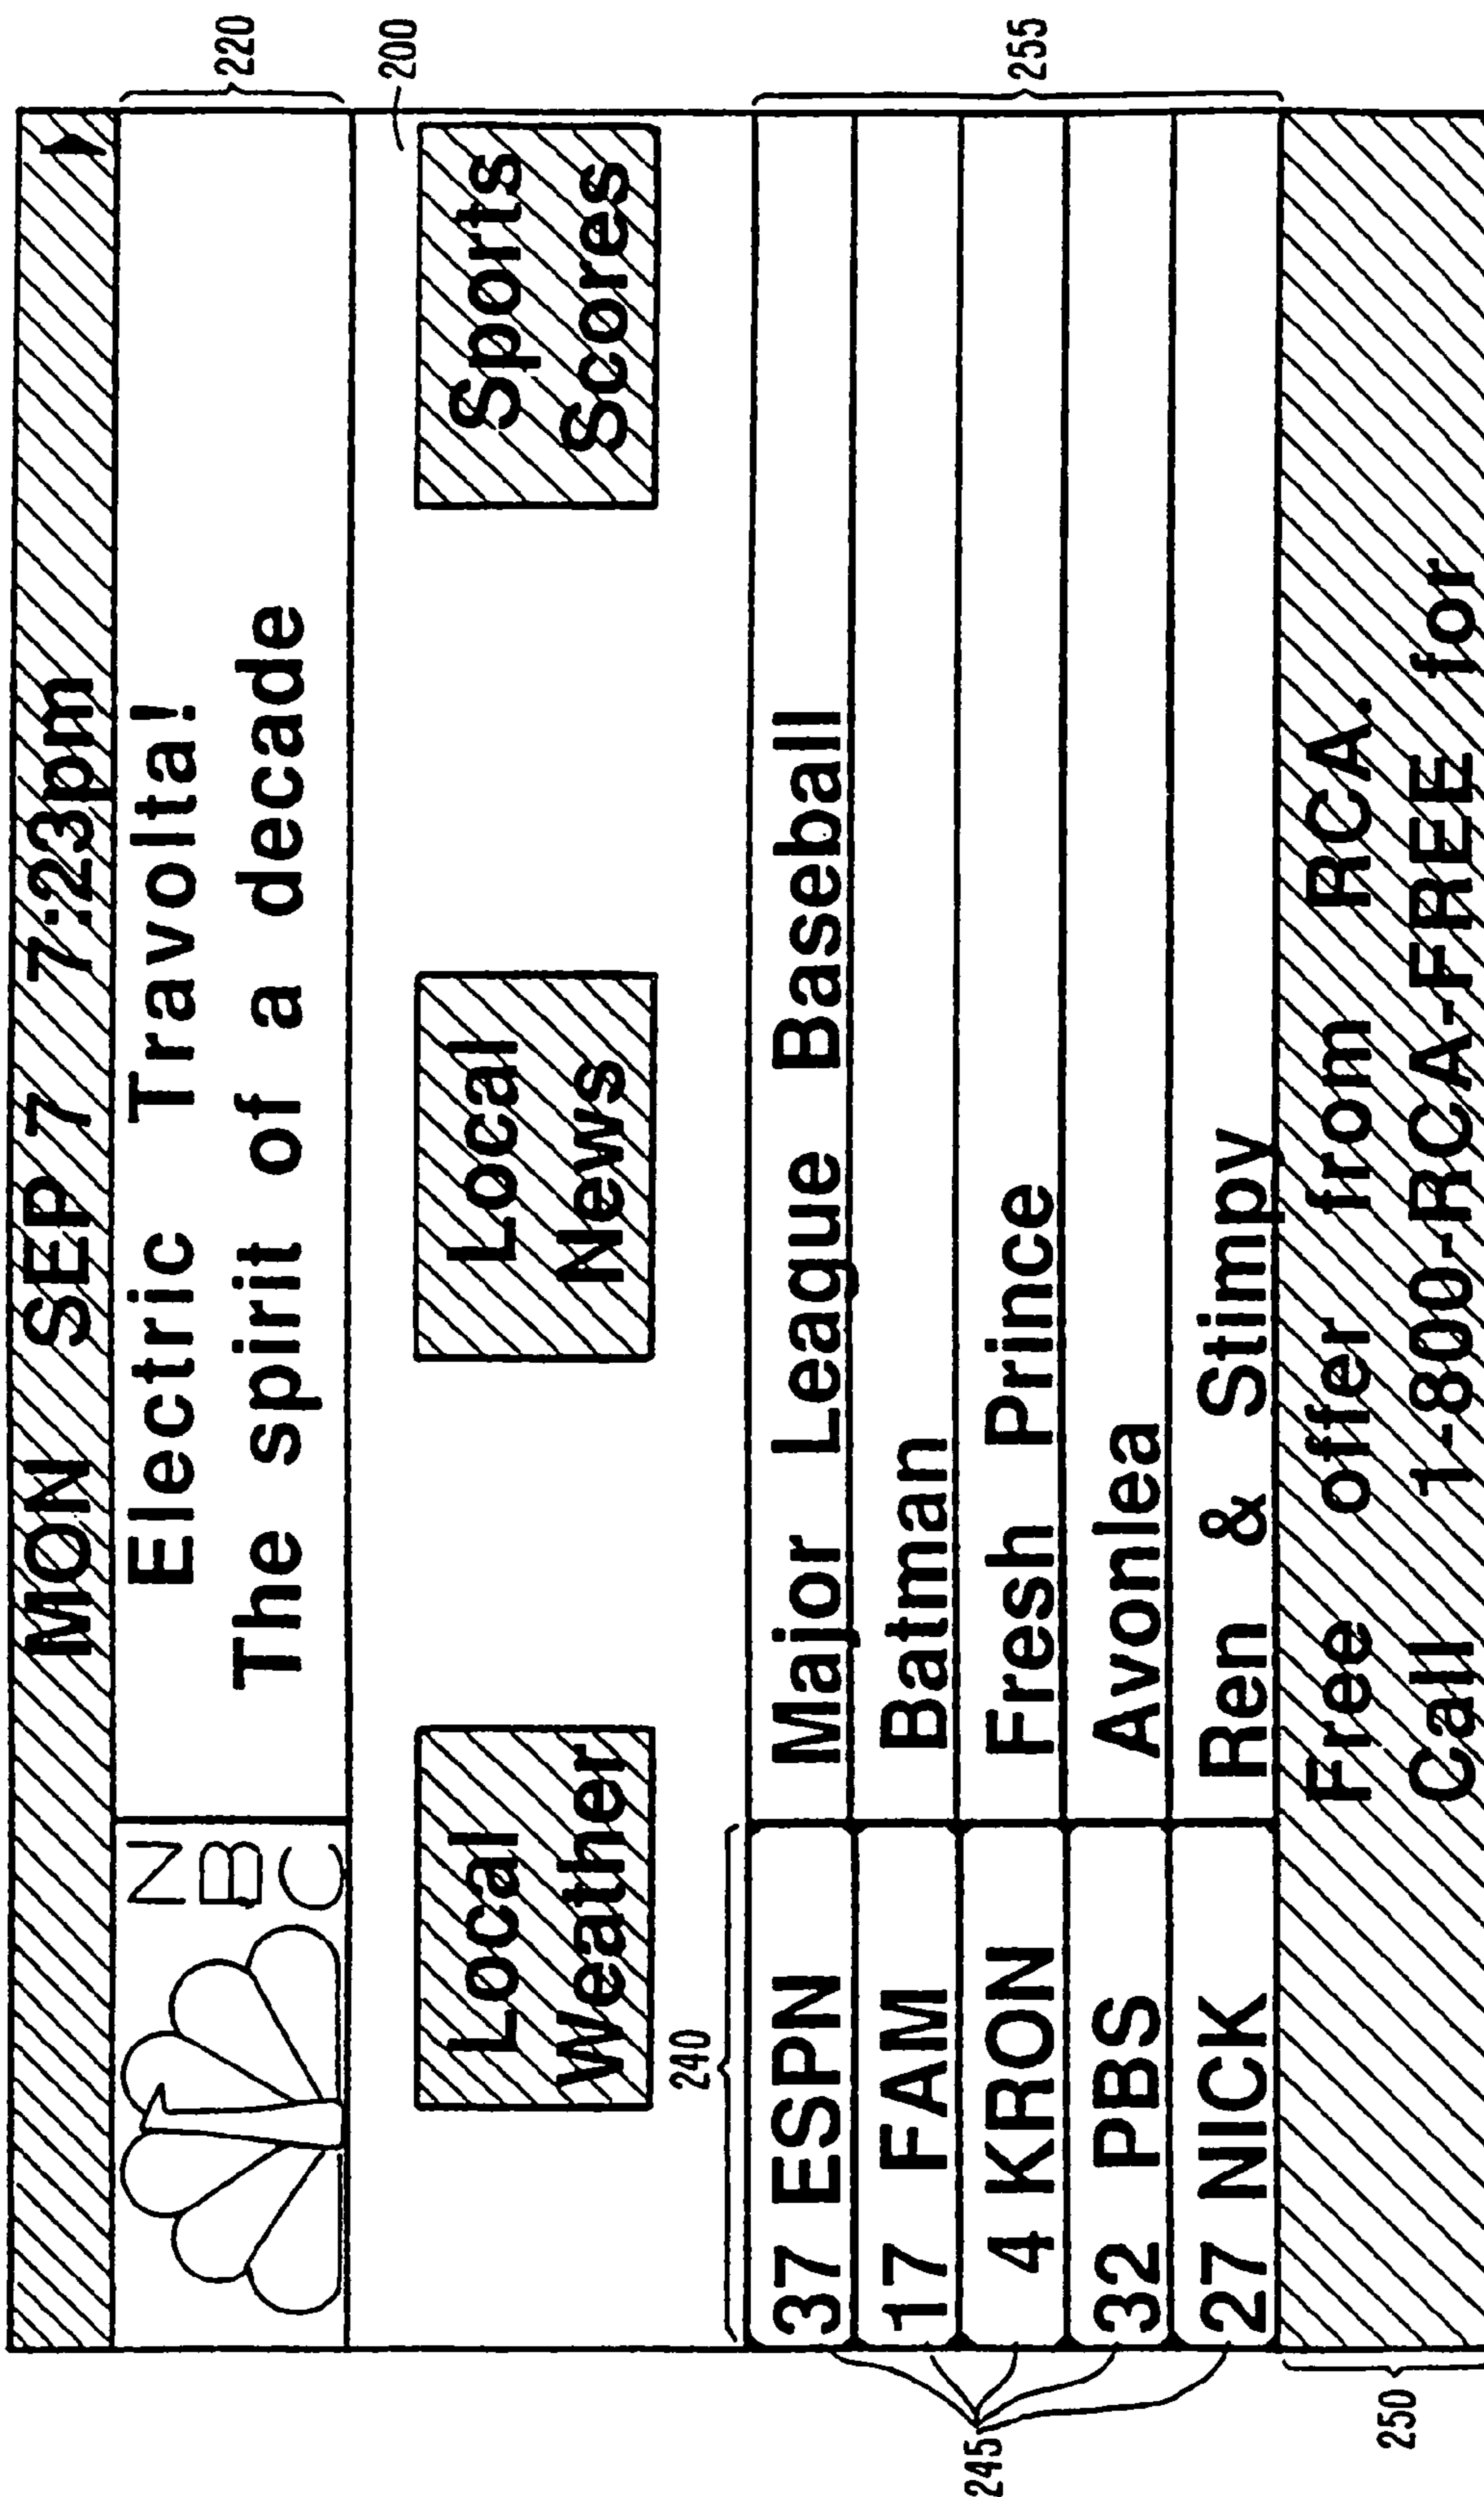 MON SEP 7 7:23pm y
NBC
Electric Travolta!
The spirit of a decade
220
200
Local Weather
Local News
Sports Scores
240
37 ESPN Major League Baseball
17 FAM Batman
4 KRON Fresh Prince
32 PBS Avonlea
27 NICK Ren & Stimpy
245
255
Free offer from RCA.
Call 1-800-RCA-FREE for
250